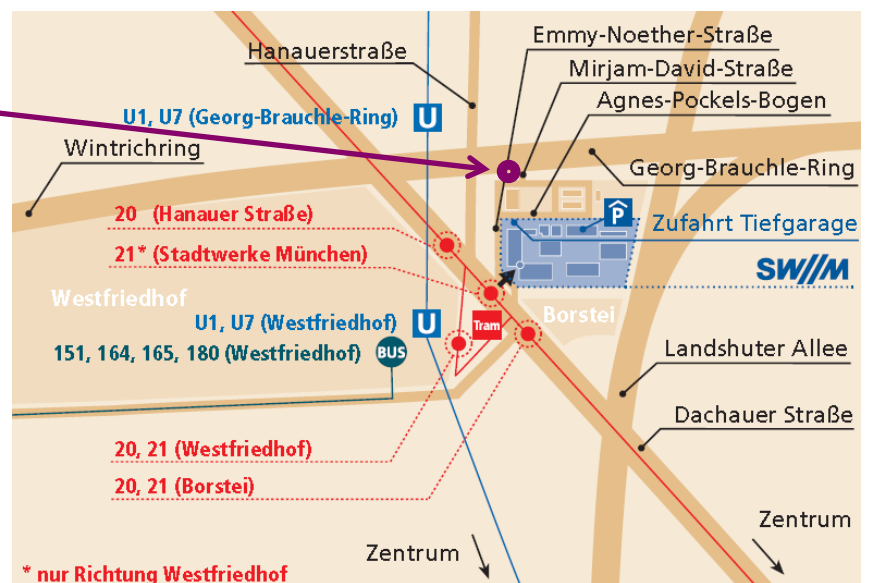 Hanauerstraße
Emmy-Noether-Straße
Mirjam-David-Straße
Agnes-Pockels-Bogen
U1, U7 (Georg-Brauchle-Ring) U
Wintrichring
Georg-Brauchle-Ring
20 (Hanauer Straße)
P
Zufahrt Tiefgarage
21* (Stadtwerke München)
SW//M
Westfriedhof
Borstei
U1, U7 (Westfriedhof) U
Tram
151, 164, 165, 180 (Westfriedhof) BUS
Landshuter Allee
Dachauer Straße
20, 21 (Westfriedhof)
20, 21 (Borstei)
Zentrum
Zentrum
* nur Richtung Westfriedhof